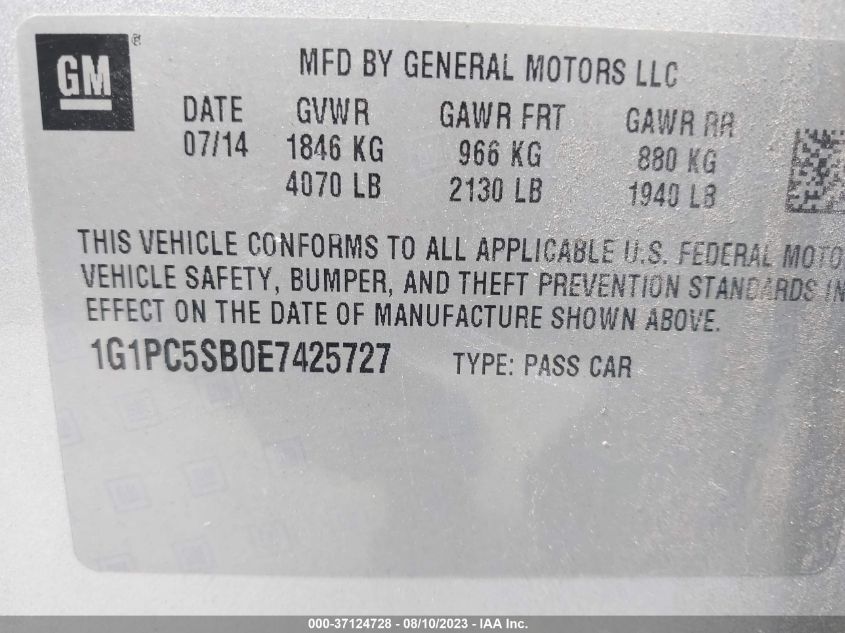 GM ®
MFD BY GENERAL MOTORS LLC
DATE GVWR GAWR FRT GAWR RR
07/14 1846 KG 966 KG 880 KG
4070 LB 2130 LB 1940 LB
THIS VEHICLE CONFORMS TO ALL APPLICABLE U.S. FEDERAL MOTO
VEHICLE SAFETY, BUMPER, AND THEFT PREVENTION STANDARDS IN
EFFECT ON THE DATE OF MANUFACTURE SHOWN ABOVE.
1G1PC5SB0E7425727 TYPE: PASS CAR
000-37124728 - 08/10/2023 - IAA Inc.